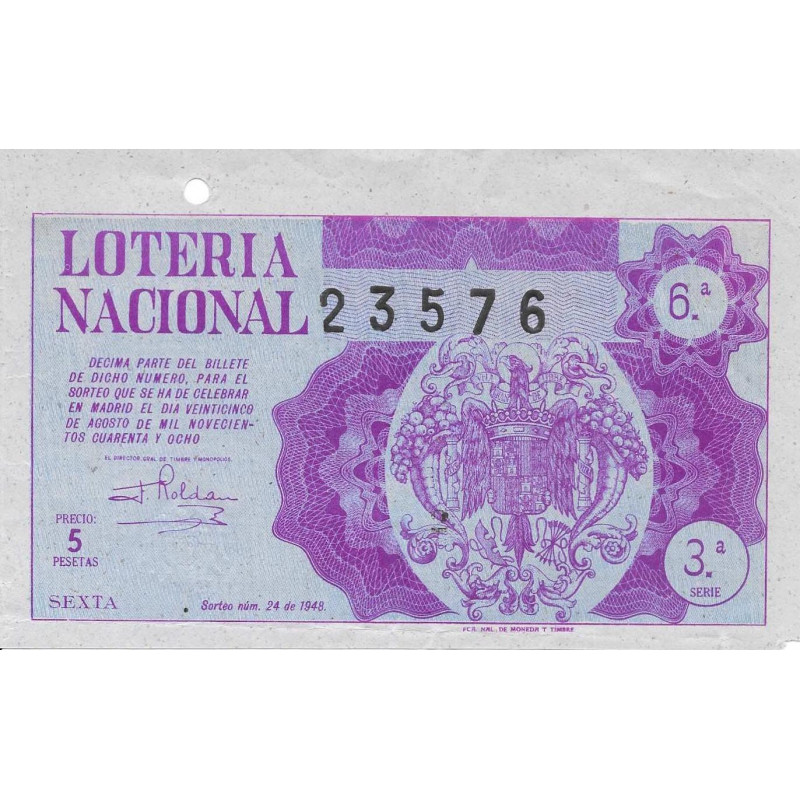 LOTERIA
NACIONAL
23576
6.ª
DECIMA PARTE DEL BILLETE
DE DICHO NUMERO, PARA EL
SORTEO QUE SE HA DE CELEBRAR
EN MADRID EL DIA VEINTICINCO
DE AGOSTO DE MIL NOVECIEN-
TOS CUARENTA Y OCHO
EL DIRECTOR GRAL DE TIMBRE Y MONOPOLIOS.
F. Roldan
PRECIO:
5
PESETAS
3.ª
SERIE
SEXTA
Sorteo núm. 24 de 1948.
FCA. NAL. DE MONEDA Y TIMBRE